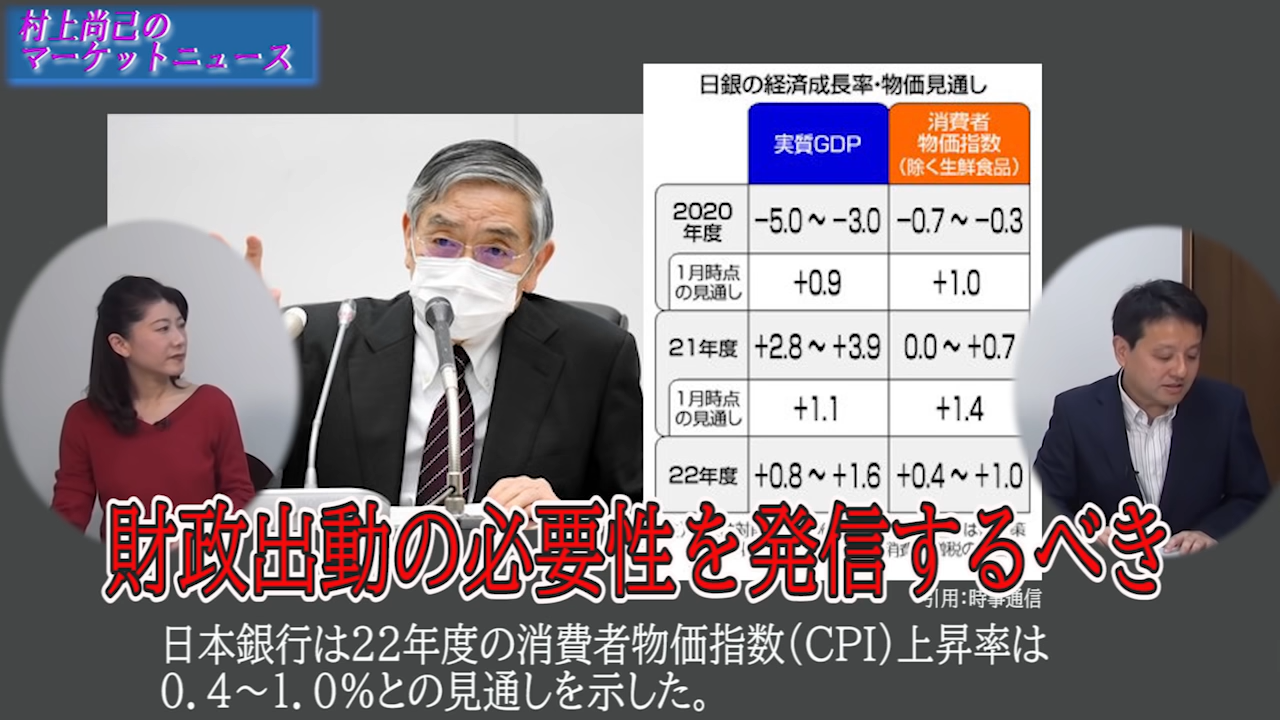 村上尚己の
マーケットニュース
日銀の経済成長率・物価見通し
実質GDP
消費者
物価指数
(除く生鮮食品)
2020
年度
−5.0～−3.0
−0.7～−0.3
1月時点
の見通し
+0.9
+1.0
21年度
+2.8～+3.9
0.0～+0.7
1月時点
の見通し
+1.1
+1.4
22年度
+0.8～+1.6
+0.4～+1.0
財政出動の必要性を発信するべき
引用：時事通信
日本銀行は22年度の消費者物価指数(CPI)上昇率は
0.4～1.0%との見通しを示した。